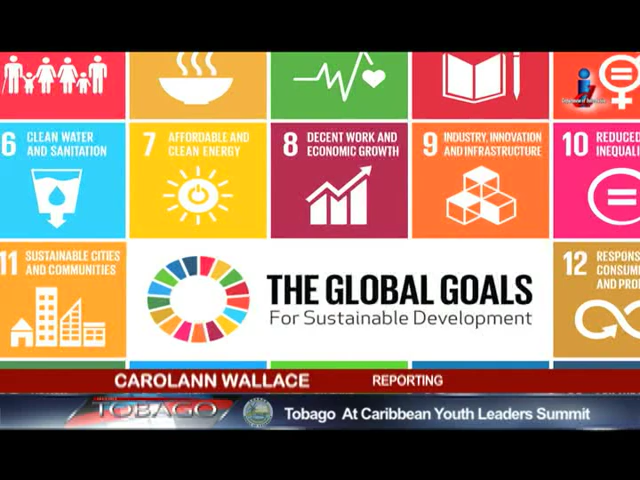 6 CLEAN WATER
AND SANITATION
7 AFFORDABLE AND
CLEAN ENERGY
8 DECENT WORK AND
ECONOMIC GROWTH
9 INDUSTRY, INNOVATION
AND INFRASTRUCTURE
10 REDUCED
INEQUALI
11 SUSTAINABLE CITIES
AND COMMUNITIES
THE GLOBAL GOALS
For Sustainable Development
12 RESPONS
CONSUM
AND PRO
CAROLANN WALLACE REPORTING
TOBAGO Tobago At Caribbean Youth Leaders Summit